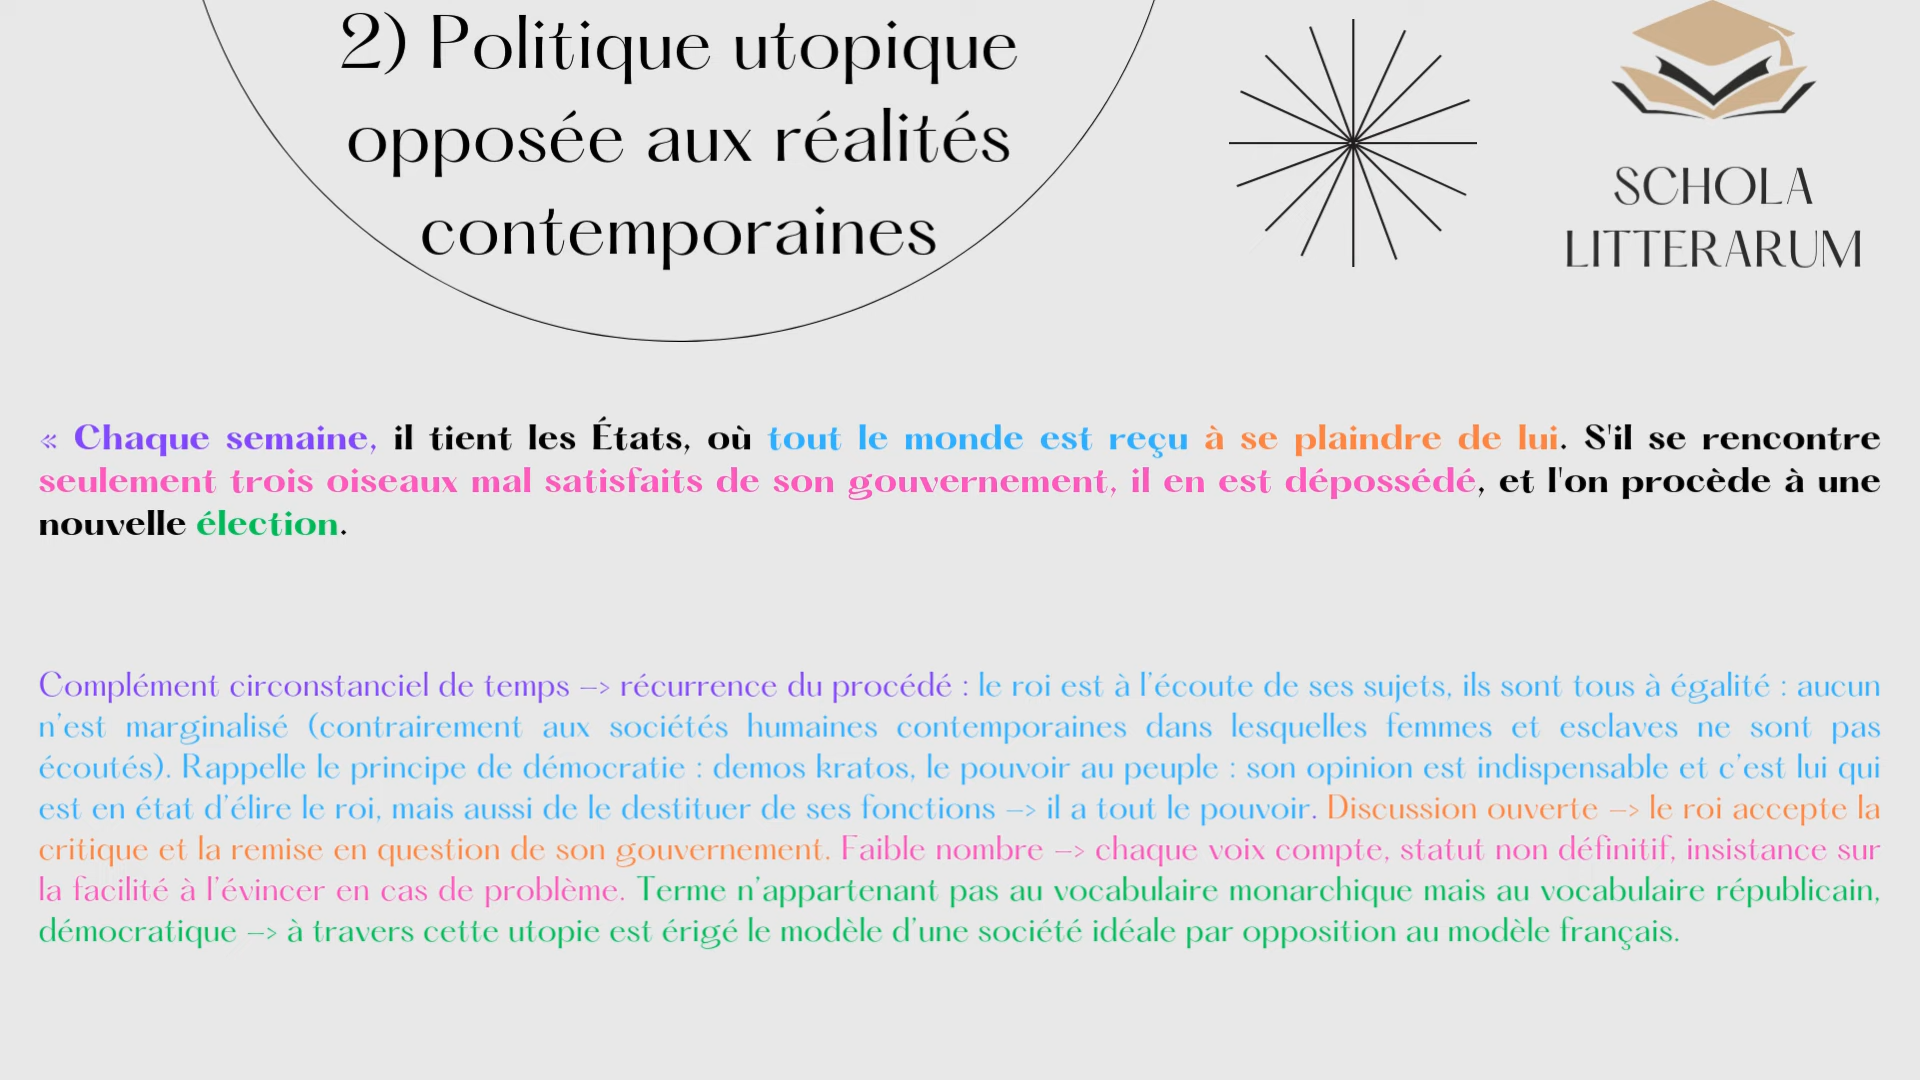 2) Politique utopique
opposée aux réalités
contemporaines
SCHOLA
LITTERARUM
« Chaque semaine, il tient les États, où tout le monde est reçu à se plaindre de lui. S'il se rencontre
seulement trois oiseaux mal satisfaits de son gouvernement, il en est dépossédé, et l'on procède à une
nouvelle élection.
Complément circonstanciel de temps —> récurrence du procédé : le roi est à l'écoute de ses sujets, ils sont tous à égalité : aucun
n'est marginalisé (contrairement aux sociétés humaines contemporaines dans lesquelles femmes et esclaves ne sont pas
écoutés). Rappelle le principe de démocratie : demos kratos, le pouvoir au peuple : son opinion est indispensable et c'est lui qui
est en état d'élire le roi, mais aussi de le destituer de ses fonctions —> il a tout le pouvoir. Discussion ouverte —> le roi accepte la
critique et la remise en question de son gouvernement. Faible nombre —> chaque voix compte, statut non définitif, insistance sur
la facilité à l'évincer en cas de problème. Terme n'appartenant pas au vocabulaire monarchique mais au vocabulaire républicain,
démocratique —> à travers cette utopie est érigé le modèle d'une société idéale par opposition au modèle français.